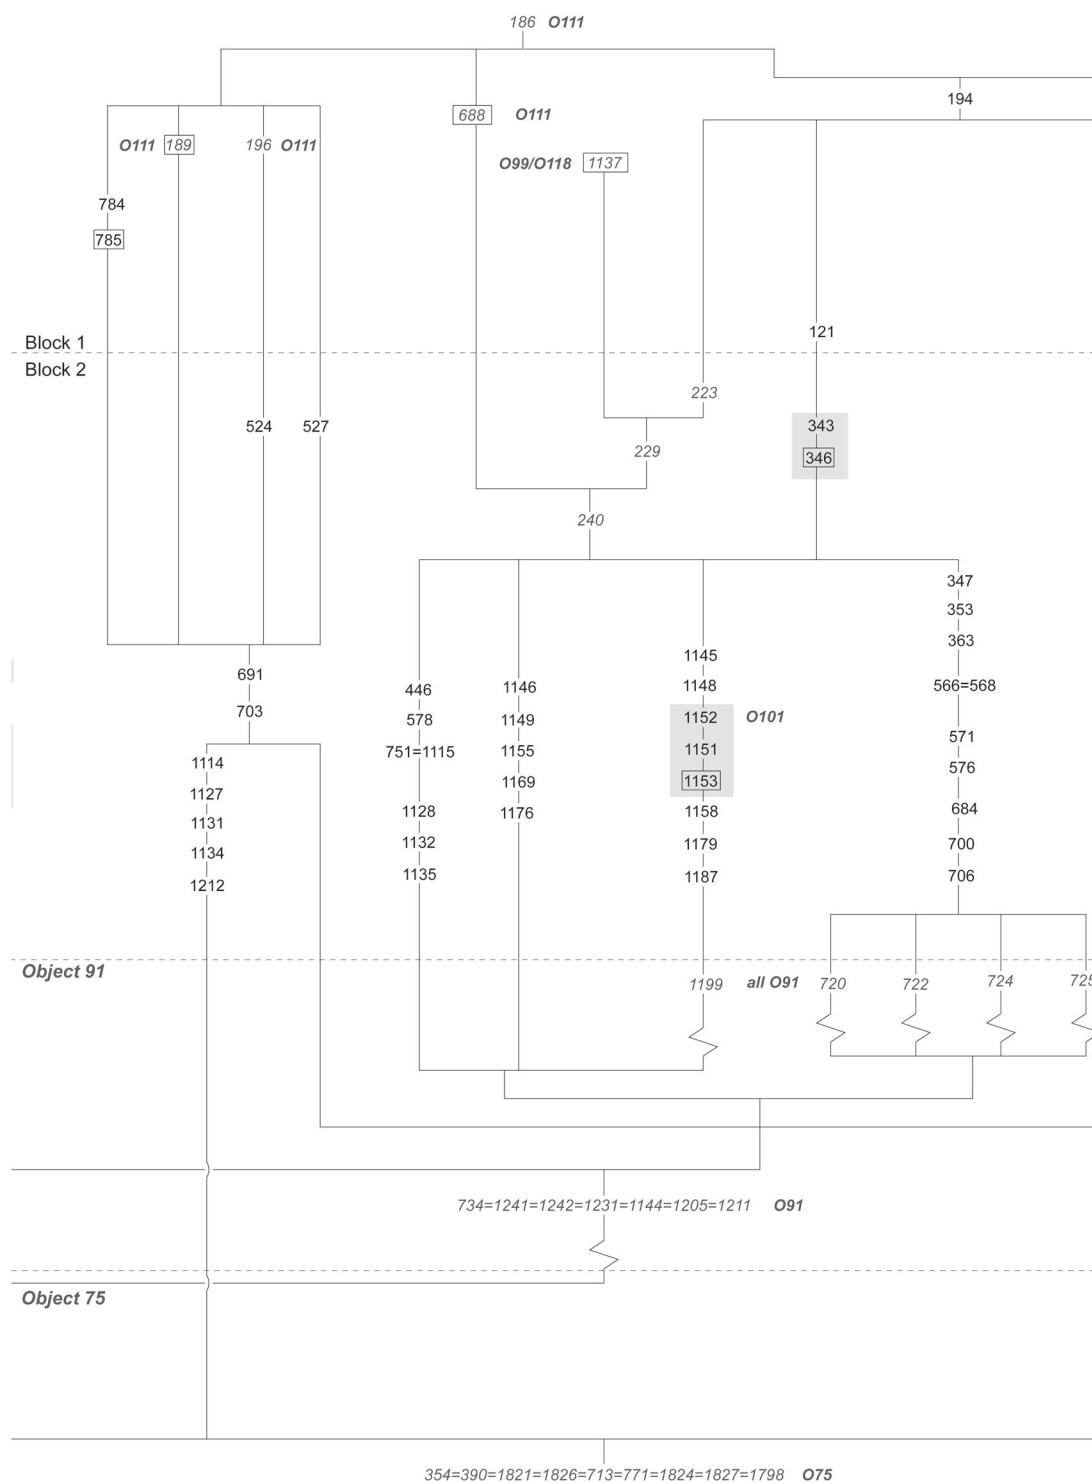 186 O111
194
688 O111
O111 189 196 O111
O99/O118 1137
784
785
121
Block 1
Block 2
223
524 527 343
229 346
240
347
353
363
1145
691 446 1146 1148 566=568
703 578 1149 1152 O101
571
751=1115 1155 1151
1114 576
1169 1153
1127
1128 1176 1158 684
1131
1132 1179 700
1134
1135 1187 706
1212
Object 91
1199 all O91 720 722 724 725
734=1241=1242=1231=1144=1205=1211 O91
Object 75
354=390=1821=1826=713=771=1824=1827=1798 O75